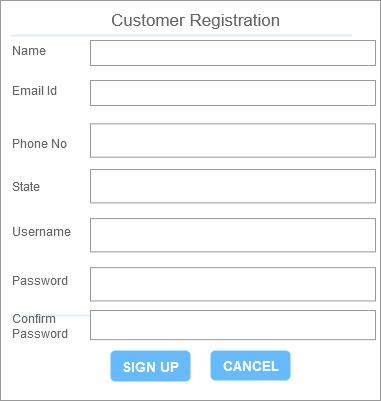 Customer Registration
Name
Email Id
Phone No
State
Username
Password
Confirm
Password
SIGN UP
CANCEL